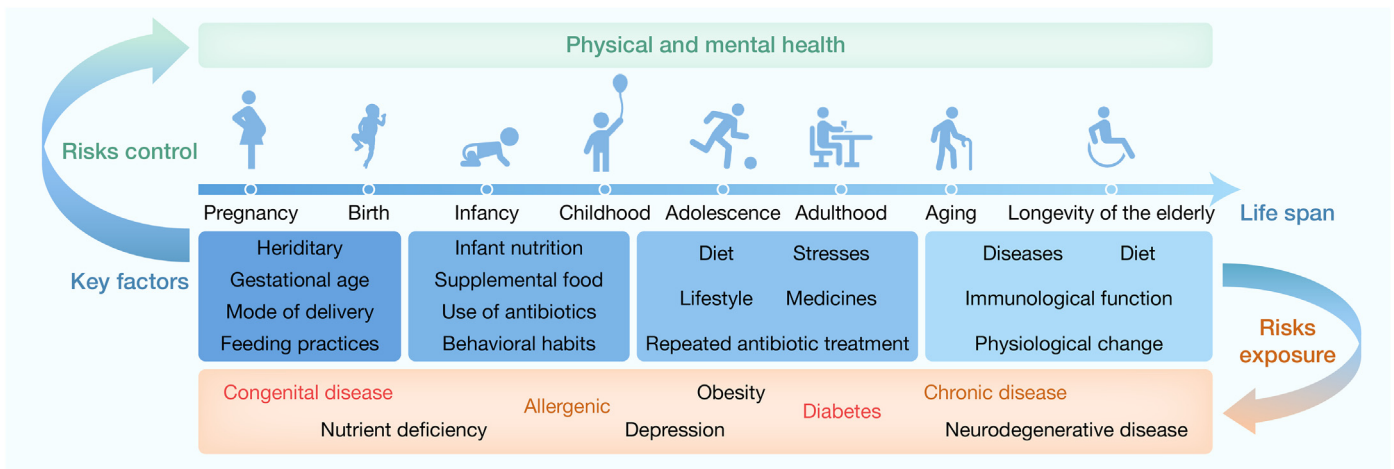 Physical and mental health
Risks control
Pregnancy Birth Infancy Childhood Adolescence Adulthood Aging Longevity of the elderly Life span
Key factors
Heriditary
Gestational age
Mode of delivery
Feeding practices
Infant nutrition
Supplemental food
Use of antibiotics
Behavioral habits
Diet Stresses
Lifestyle Medicines
Repeated antibiotic treatment
Diseases Diet
Immunological function
Physiological change
Risks
exposure
Congenital disease Obesity Chronic disease
Allergenic Diabetes
Nutrient deficiency Depression Neurodegenerative disease